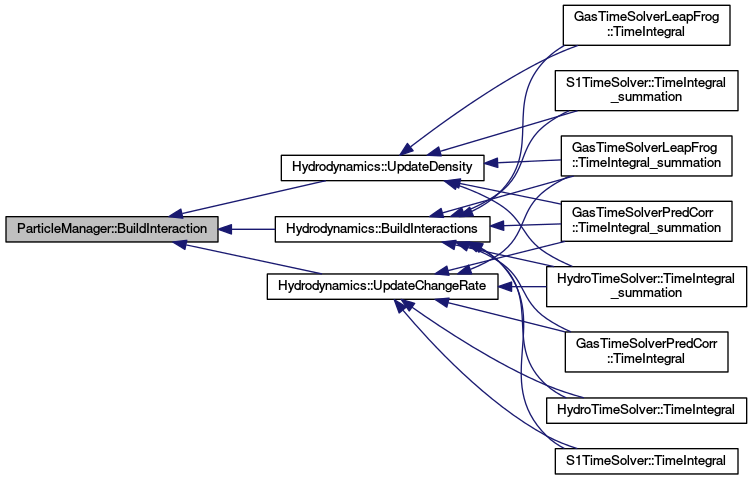 GasTimeSolverLeapFrog
::TimeIntegral
S1TimeSolver::TimeIntegral
_summation
GasTimeSolverLeapFrog
::TimeIntegral_summation
Hydrodynamics::UpdateDensity
GasTimeSolverPredCorr
::TimeIntegral_summation
ParticleManager::BuildInteraction
Hydrodynamics::BuildInteractions
HydroTimeSolver::TimeIntegral
_summation
Hydrodynamics::UpdateChangeRate
GasTimeSolverPredCorr
::TimeIntegral
HydroTimeSolver::TimeIntegral
S1TimeSolver::TimeIntegral